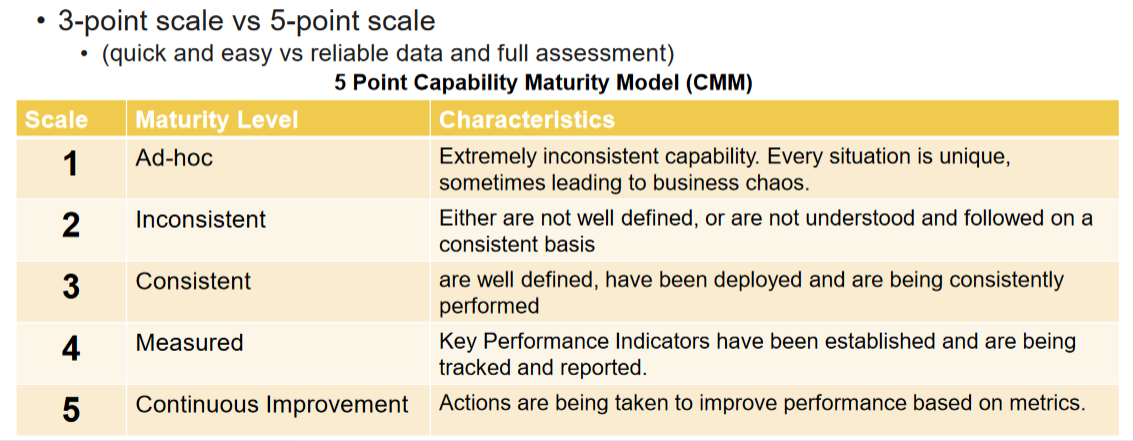 • 3-point scale vs 5-point scale
• (quick and easy vs reliable data and full assessment)
5 Point Capability Maturity Model (CMM)
Scale Maturity Level Characteristics
1 Ad-hoc Extremely inconsistent capability. Every situation is unique,
sometimes leading to business chaos.
2 Inconsistent Either are not well defined, or are not understood and followed on a
consistent basis
3 Consistent are well defined, have been deployed and are being consistently
performed
4 Measured Key Performance Indicators have been established and are being
tracked and reported.
5 Continuous Improvement Actions are being taken to improve performance based on metrics.